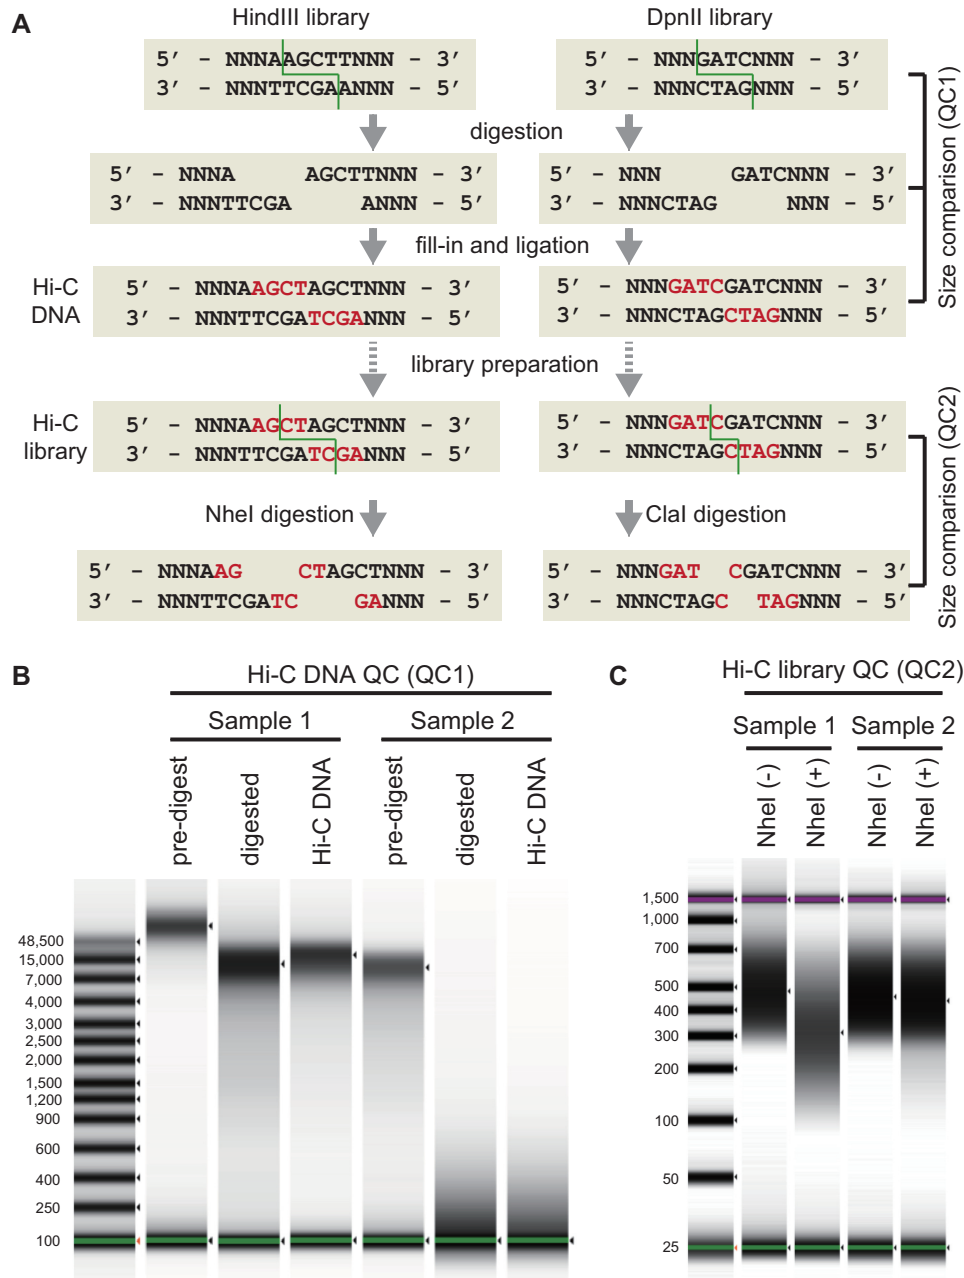 A
HindIII library
DpnII library
5′ - NNNAAGCTTNNN - 3′
3′ - NNNTTCGAANNN - 5′
5′ - NNNGATCNNN - 3′
3′ - NNNCTAGNNN - 5′
digestion
5′ - NNNA AGCTTNNN - 3′
3′ - NNNTTCGA ANNN - 5′
5′ - NNN GATCNNN - 3′
3′ - NNNCTAG NNN - 5′
Size comparison (QC1)
fill-in and ligation
Hi-C
DNA
5′ - NNNAAGCTAGCTNNN - 3′
3′ - NNNTTCGATCGANNN - 5′
5′ - NNNGATCGATCNNN - 3′
3′ - NNNCTAGCTAGNNN - 5′
library preparation
Hi-C
library
5′ - NNNAAGCTAGCTNNN - 3′
3′ - NNNTTCGATCGANNN - 5′
5′ - NNNGATCGATCNNN - 3′
3′ - NNNCTAGCTAGNNN - 5′
NheI digestion
ClaI digestion
5′ - NNNAAG CTAGCTNNN - 3′
3′ - NNNTTCGATC GANNN - 5′
5′ - NNNGAT CGATCNNN - 3′
3′ - NNNCTAGC TAGNNN - 5′
Size comparison (QC2)
B
Hi-C DNA QC (QC1)
Sample 1
Sample 2
pre-digest
digested
Hi-C DNA
pre-digest
digested
Hi-C DNA
48,500
15,000
7,000
4,000
3,000
2,500
2,000
1,500
1,200
900
600
400
250
100
C
Hi-C library QC (QC2)
Sample 1
Sample 2
NheI (-)
NheI (+)
NheI (-)
NheI (+)
1,500
1,000
700
500
400
300
200
100
50
25